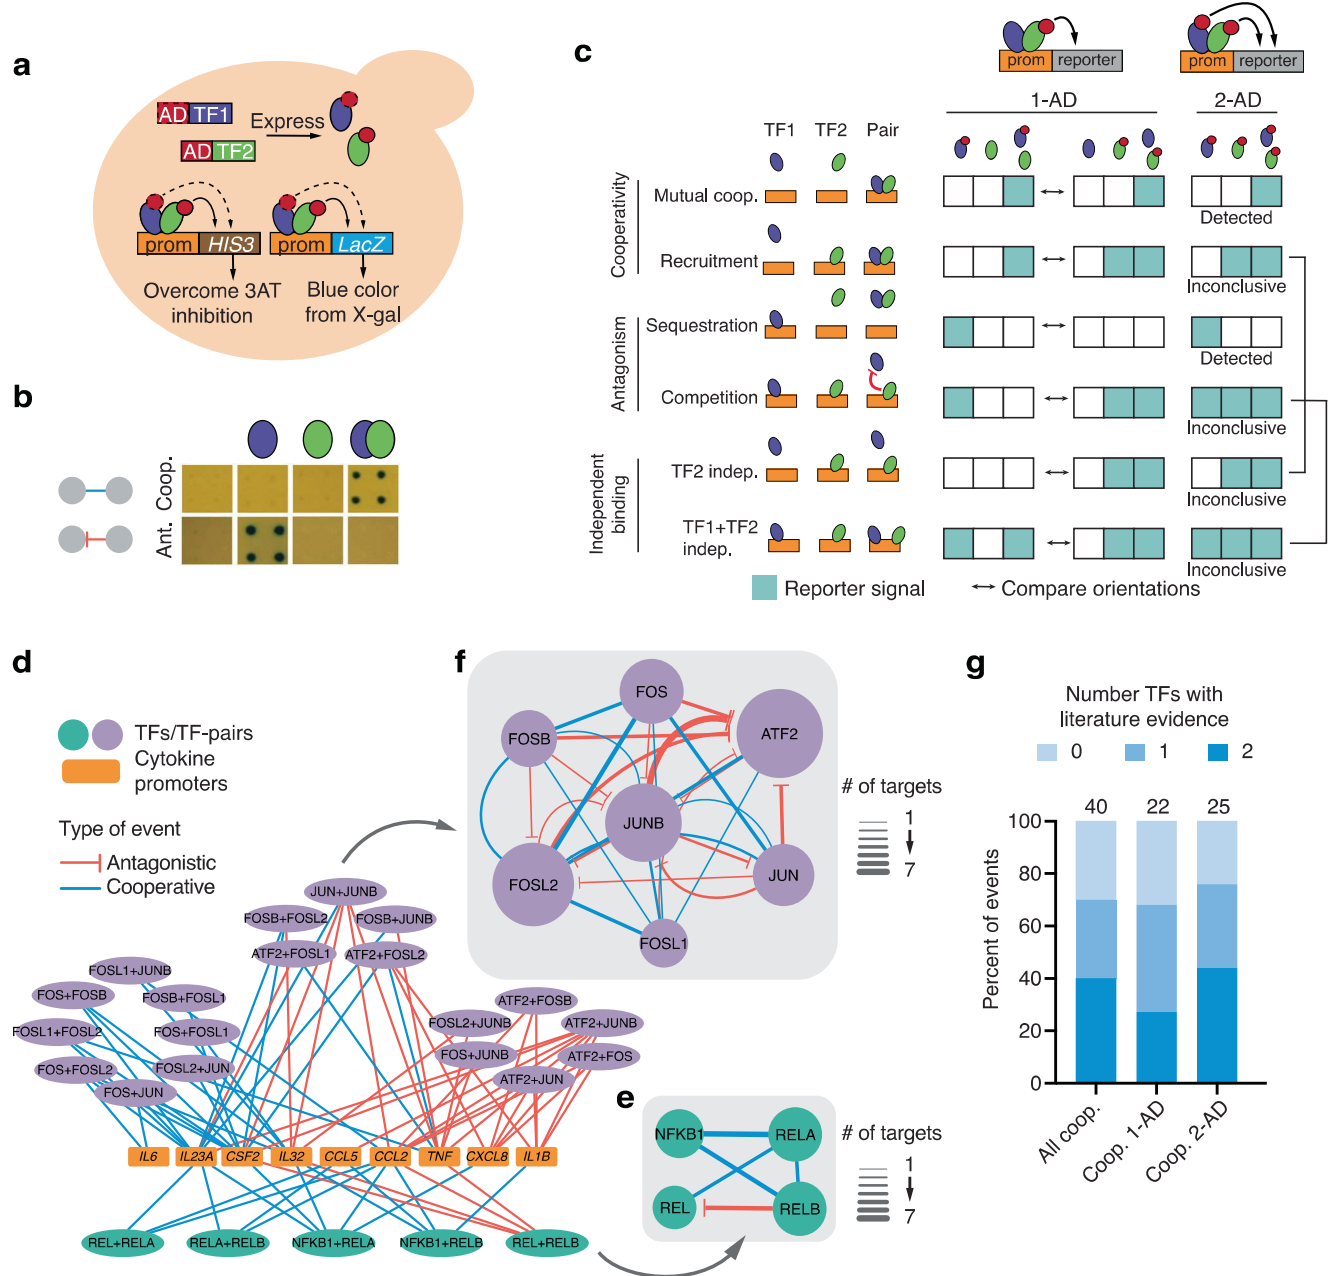 a
AD TF1
Express
AD TF2
prom HIS3
prom LacZ
Overcome 3AT
inhibition
Blue color
from X-gal
b
Coop.
Ant.
c
prom reporter
prom reporter
1-AD
2-AD
TF1
TF2
Pair
Cooperativity
Mutual coop.
Detected
Recruitment
Inconclusive
Antagonism
Sequestration
Detected
Competition
Inconclusive
Independent
binding
TF2 indep.
Inconclusive
TF1+TF2
indep.
Inconclusive
Reporter signal
Compare orientations
d
TFs/TF-pairs
Cytokine
promoters
Type of event
Antagonistic
Cooperative
JUN+JUNB
FOSB+FOSL2
FOSB+JUNB
ATF2+FOSL1
ATF2+FOSL2
FOSL1+JUNB
FOS+FOSB
FOSB+FOSL1
FOSL1+FOSL2
FOS+FOSL1
FOS+FOSL2
FOSL2+JUN
FOS+JUN
ATF2+FOSB
FOSL2+JUNB
ATF2+JUNB
FOS+JUNB
ATF2+FOS
ATF2+JUN
IL6
IL23A
CSF2
IL32
CCL5
CCL2
TNF
CXCL8
IL1B
REL+RELA
RELA+RELB
NFKB1+RELA
NFKB1+RELB
REL+RELB
e
NFKB1
RELA
REL
RELB
# of targets
1
7
f
FOS
ATF2
FOSB
JUNB
FOSL2
JUN
FOSL1
# of targets
1
7
g
Number TFs with
literature evidence
0
1
2
40
22
25
Percent of events
100
80
60
40
20
0
All coop.
Coop. 1-AD
Coop. 2-AD